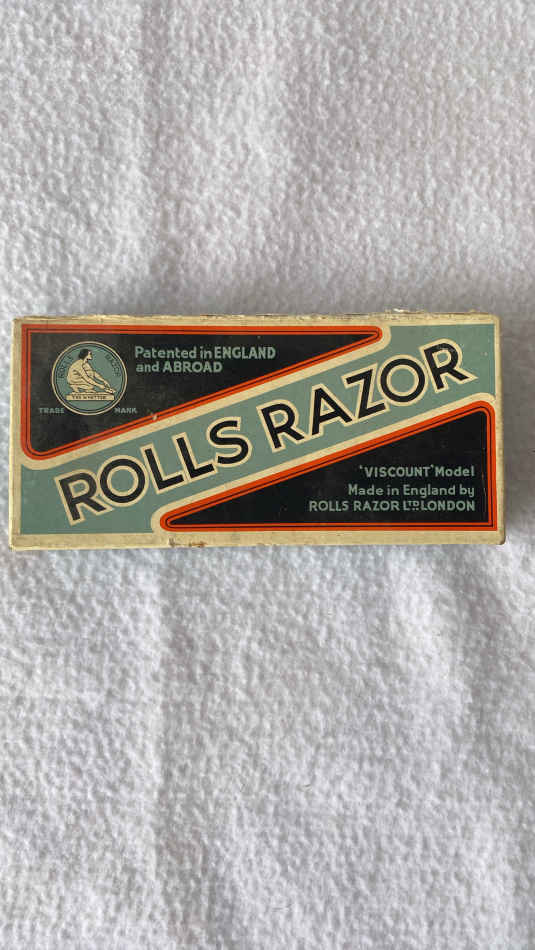 ROLLS RAZOR
THE WHETTER
TRADE MARK
Patented in ENGLAND
and ABROAD
ROLLS RAZOR
'VISCOUNT' Model
Made in England by
ROLLS RAZOR LTD LONDON